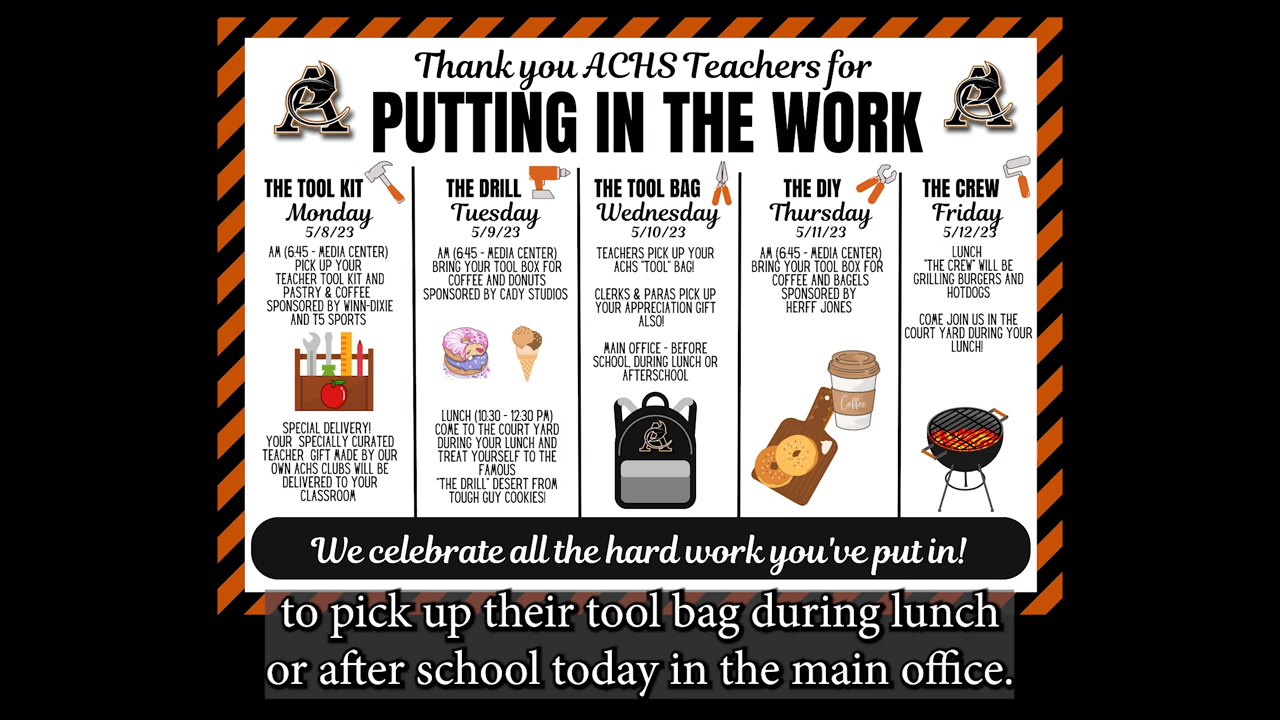 Thank you ACHS Teachers for
PUTTING IN THE WORK
THE TOOL KIT
Monday
5/8/23
AM (6:45 - MEDIA CENTER)
PICK UP YOUR
TEACHER TOOL KIT AND
PASTRY & COFFEE
SPONSORED BY WINN-DIXIE
AND T5 SPORTS
SPECIAL DELIVERY!
YOUR SPECIALLY CURATED
TEACHER GIFT MADE BY OUR
OWN ACHS CLUBS WILL BE
DELIVERED TO YOUR
CLASSROOM
THE DRILL
Tuesday
5/9/23
AM (6:45 - MEDIA CENTER)
BRING YOUR TOOL BOX FOR
COFFEE AND DONUTS
SPONSORED BY CADY STUDIOS
LUNCH (10:30 - 12:30 PM)
COME TO THE COURT YARD
DURING YOUR LUNCH AND
TREAT YOURSELF TO THE
FAMOUS
"THE DRILL" DESERT FROM
TOUGH GUY COOKIES!
THE TOOL BAG
Wednesday
5/10/23
TEACHERS PICK UP YOUR
ACHS "TOOL" BAG!
CLERKS & PARAS PICK UP
YOUR APPRECIATION GIFT
ALSO!
MAIN OFFICE - BEFORE
SCHOOL, DURING LUNCH OR
AFTERSCHOOL
THE DIY
Thursday
5/11/23
AM (6:45 - MEDIA CENTER)
BRING YOUR TOOL BOX FOR
COFFEE AND BAGELS
SPONSORED BY
HERFF JONES
Coffee
THE CREW
Friday
5/12/23
LUNCH
"THE CREW" WILL BE
GRILLING BURGERS AND
HOTDOGS
COME JOIN US IN THE
COURT YARD DURING YOUR
LUNCH!
We celebrate all the hard work you've put in!
to pick up their tool bag during lunch
or after school today in the main office.